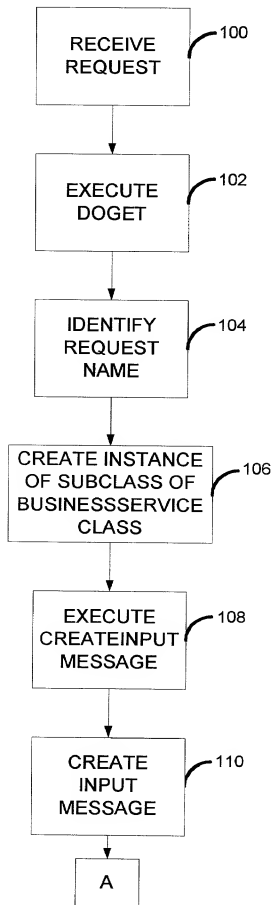 RECEIVE
REQUEST
100
EXECUTE
DOGET
102
IDENTIFY
REQUEST
NAME
104
CREATE INSTANCE
OF SUBCLASS OF
BUSINESSSERVICE
CLASS
106
EXECUTE
CREATEINPUT
MESSAGE
108
CREATE
INPUT
MESSAGE
110
A